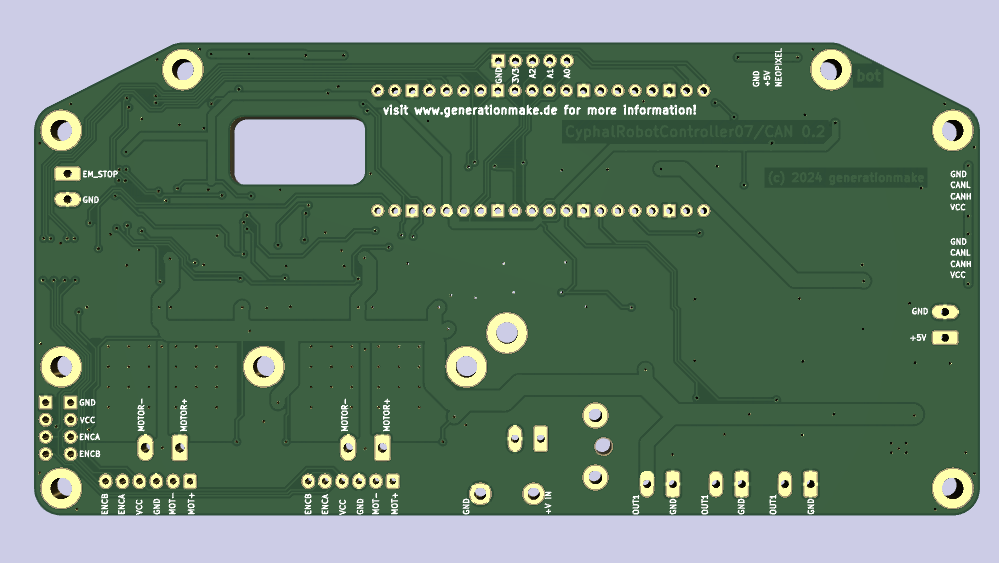 GND
3V3
A2
A1
A0
GND
+5V
NEOPIXEL
bot
visit www.generationmake.de for more information!
CyphalRobotController07/CAN 0.2
EM_STOP
GND
(c) 2024 generationmake
GND
CANL
CANH
VCC
GND
CANL
CANH
VCC
GND
+5V
GND
VCC
ENCA
ENCB
MOTOR-
MOTOR+
MOTOR-
MOTOR+
ENCB
ENCA
VCC
GND
MOT-
MOT+
ENCB
ENCA
VCC
GND
MOT-
MOT+
GND
+V IN
OUT1
GND
OUT1
GND
OUT1
GND